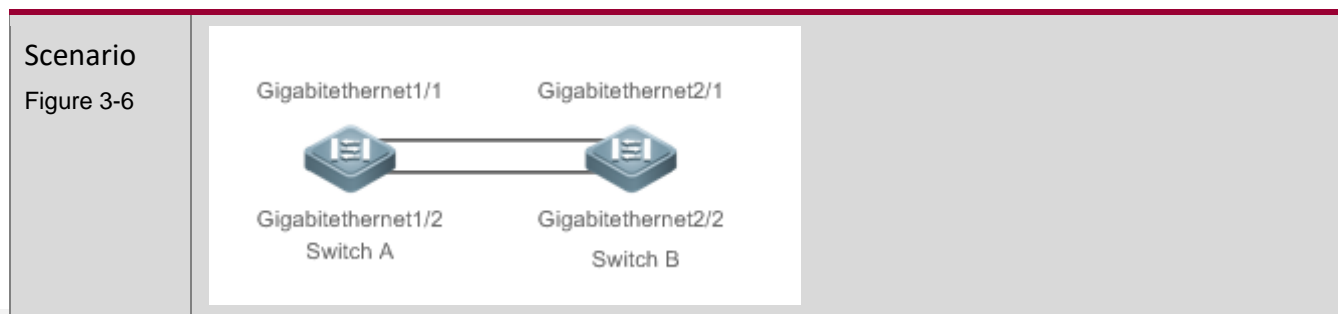 Scenario
Figure 3-6
Gigabitethernet1/1 Gigabitethernet2/1
Gigabitethernet1/2 Gigabitethernet2/2
Switch A Switch B